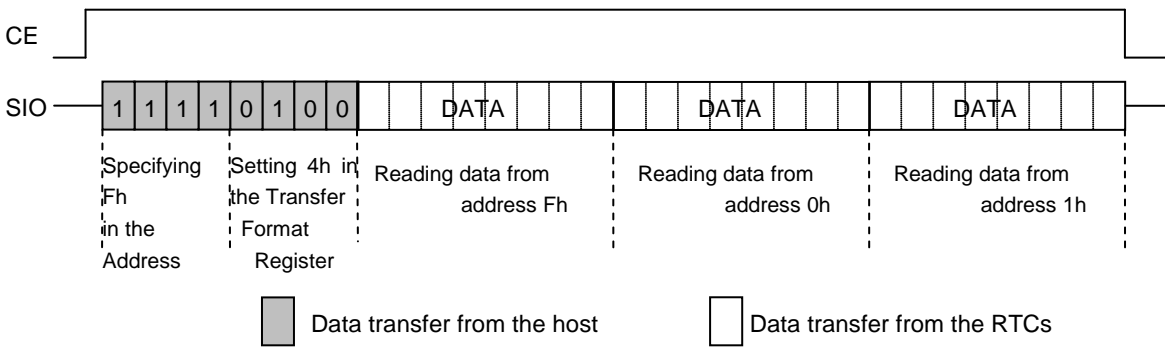 CE
SIO
1 1 1 1 0 1 0 0 DATA DATA DATA
Specifying
Fh
in the
Address
Setting 4h in
the Transfer
Format
Register
Reading data from
address Fh
Reading data from
address 0h
Reading data from
address 1h
Data transfer from the host
Data transfer from the RTCs